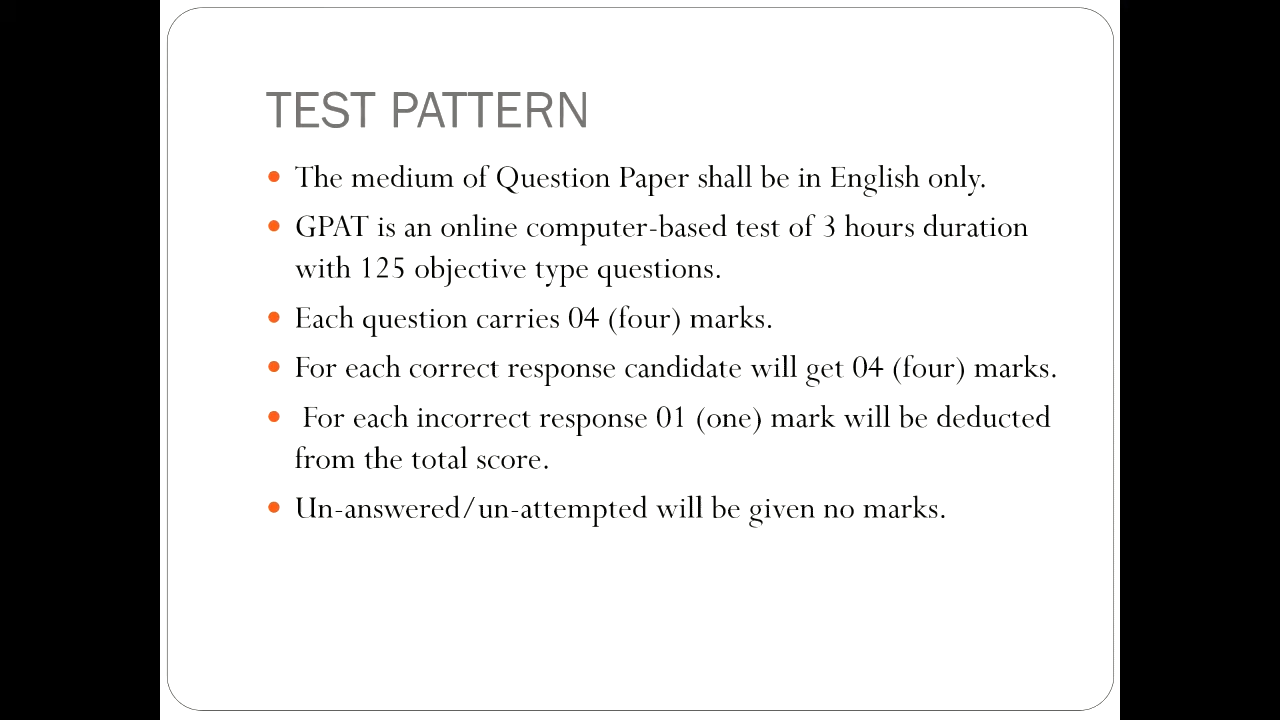 TEST PATTERN
• The medium of Question Paper shall be in English only.
• GPAT is an online computer-based test of 3 hours duration
with 125 objective type questions.
• Each question carries 04 (four) marks.
• For each correct response candidate will get 04 (four) marks.
• For each incorrect response 01 (one) mark will be deducted
from the total score.
• Un-answered/un-attempted will be given no marks.